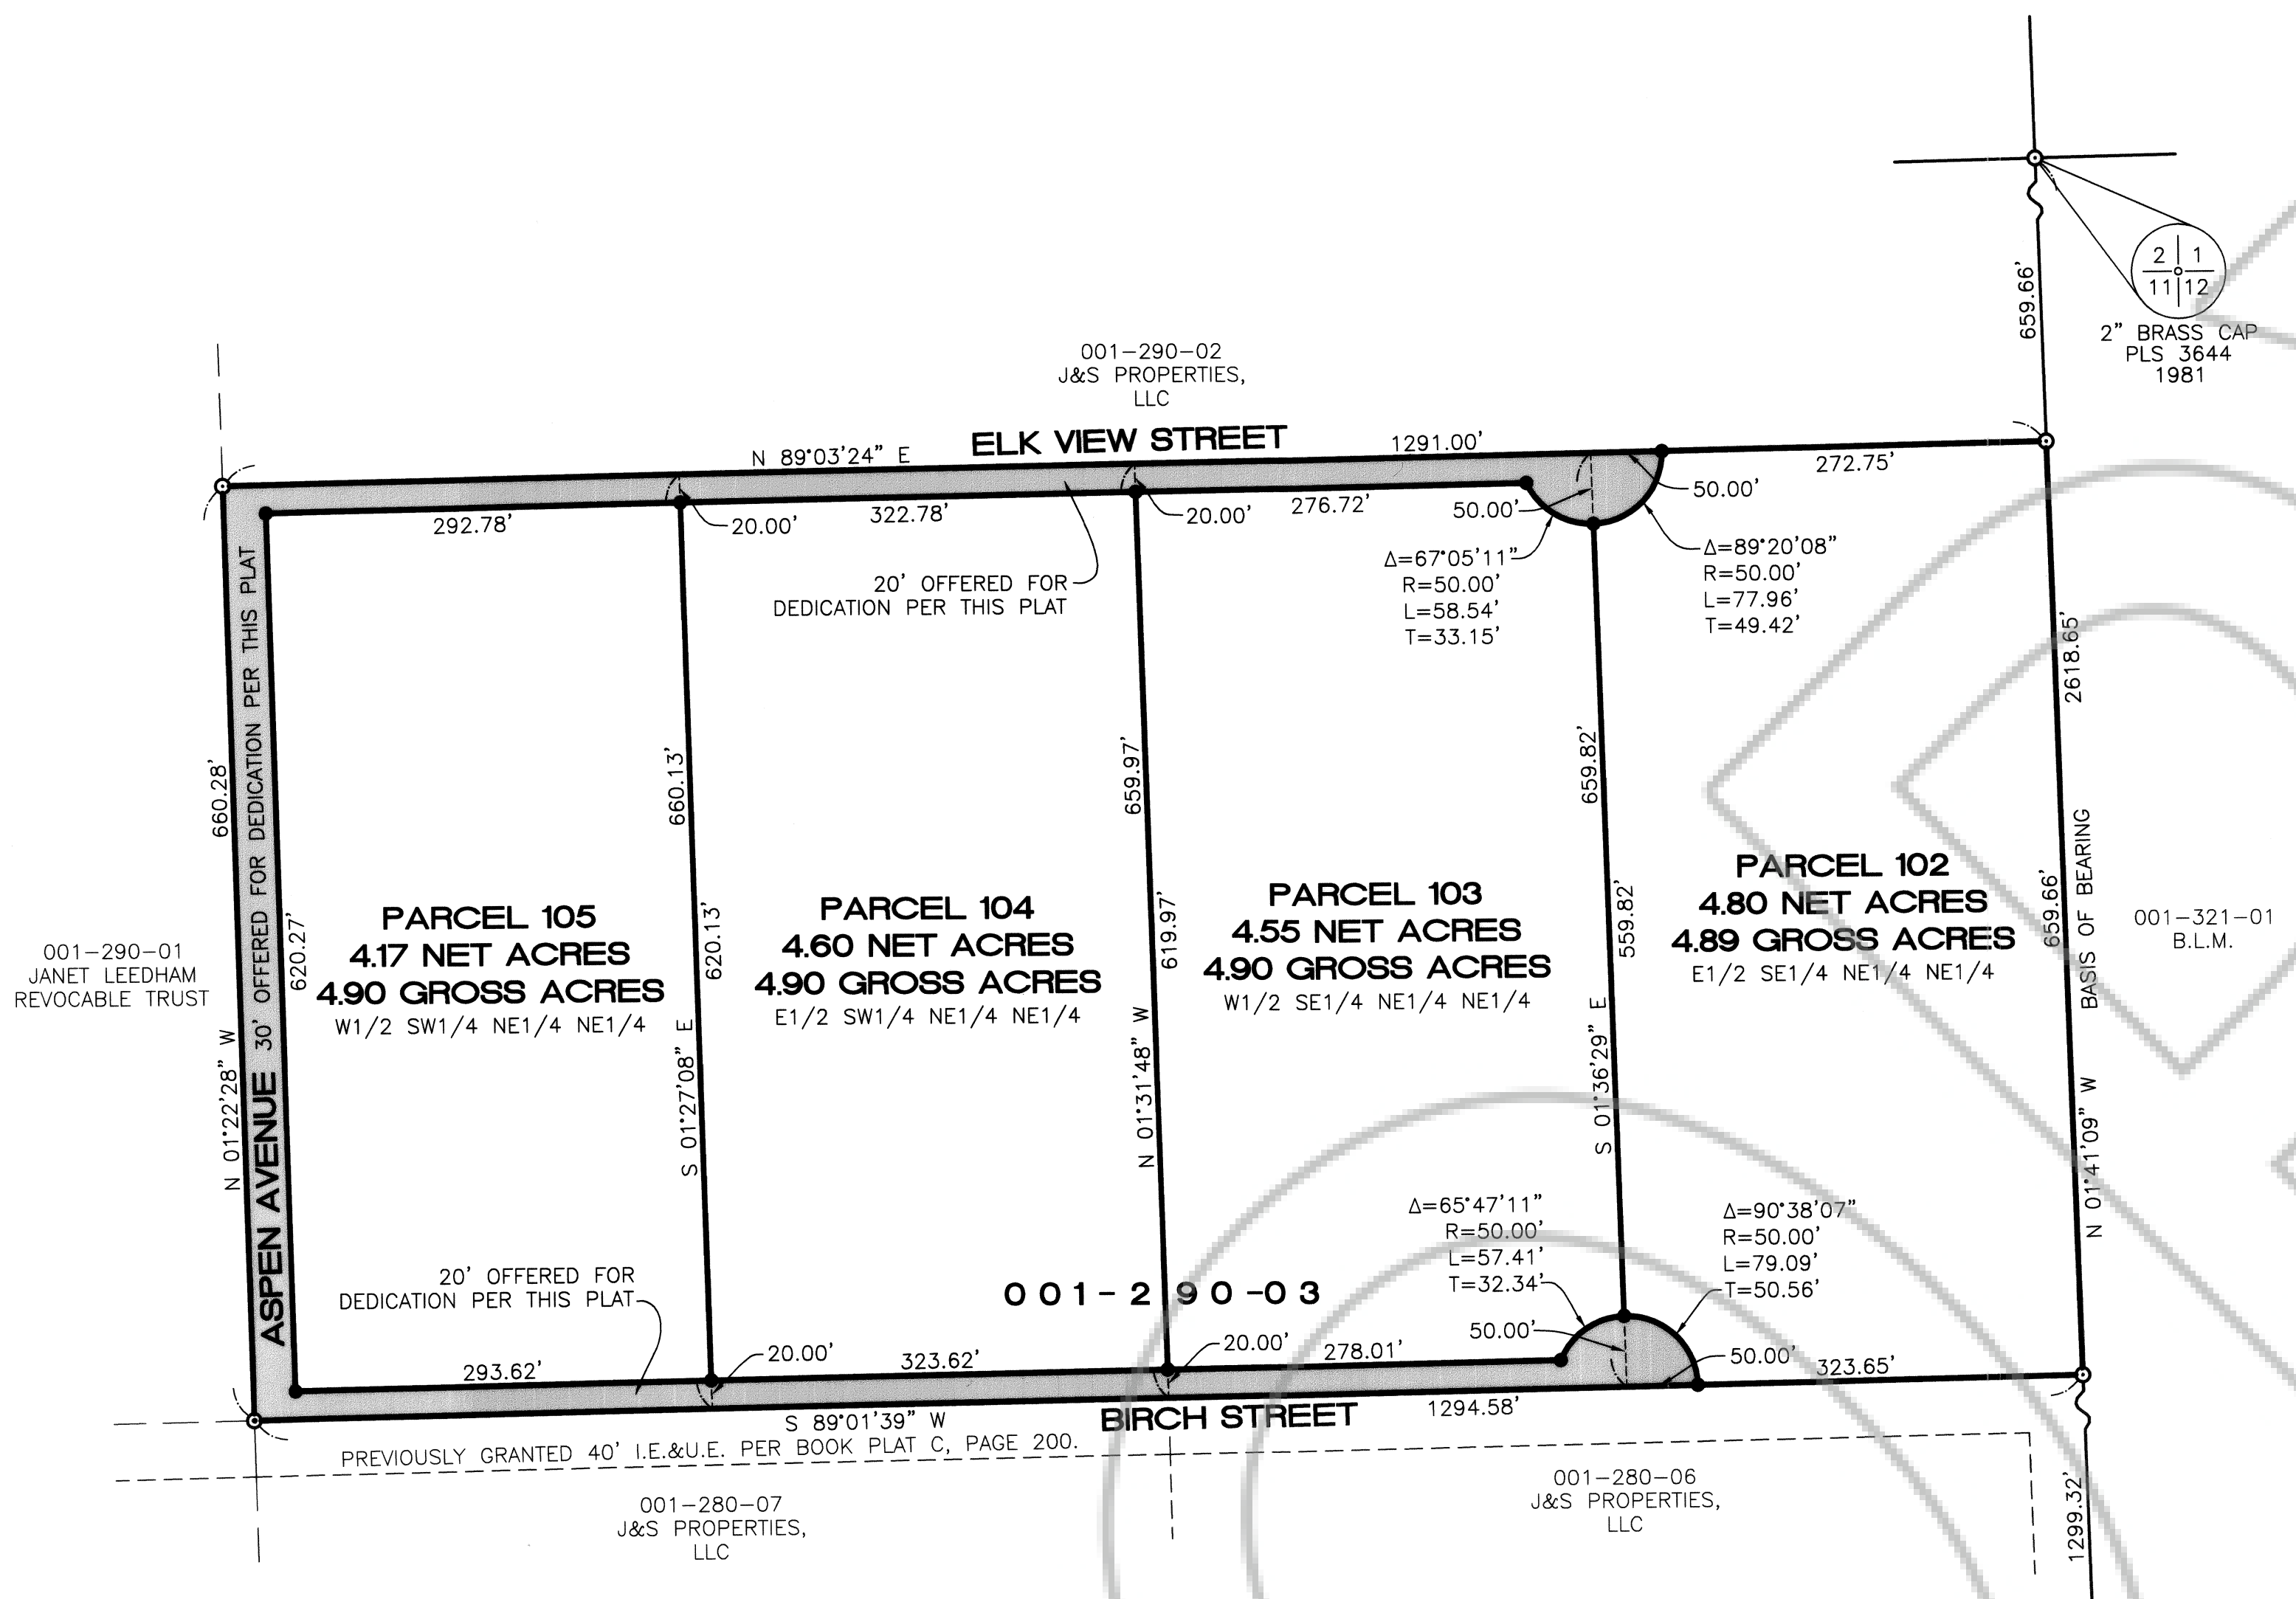 2 | 1
11 | 12
2" BRASS CAP
PLS 3644
1981
659.66'
001-290-02
J&S PROPERTIES,
LLC
ELK VIEW STREET
N 89°03'24" E
1291.00'
272.75'
292.78'
20.00'
322.78'
20.00'
276.72'
50.00'
50.00'
20' OFFERED FOR
DEDICATION PER THIS PLAT
Δ=67°05'11"
R=50.00'
L=58.54'
T=33.15'
Δ=89°20'08"
R=50.00'
L=77.96'
T=49.42'
2618.65'
660.28'
660.13'
659.97'
659.82'
659.66'
BASIS OF BEARING
N 01°41'09" W
001-290-01
JANET LEEDHAM
REVOCABLE TRUST
N 01°22'28" W
ASPEN AVENUE 30' OFFERED FOR DEDICATION PER THIS PLAT
620.27'
PARCEL 105
4.17 NET ACRES
4.90 GROSS ACRES
W1/2 SW1/4 NE1/4 NE1/4
620.13'
S 01°27'08" E
PARCEL 104
4.60 NET ACRES
4.90 GROSS ACRES
E1/2 SW1/4 NE1/4 NE1/4
619.97'
N 01°31'48" W
PARCEL 103
4.55 NET ACRES
4.90 GROSS ACRES
W1/2 SE1/4 NE1/4 NE1/4
559.82'
S 01°36'29" E
PARCEL 102
4.80 NET ACRES
4.89 GROSS ACRES
E1/2 SE1/4 NE1/4 NE1/4
001-321-01
B.L.M.
20' OFFERED FOR
DEDICATION PER THIS PLAT
001-290-03
Δ=65°47'11"
R=50.00'
L=57.41'
T=32.34'
Δ=90°38'07"
R=50.00'
L=79.09'
T=50.56'
293.62'
20.00'
323.62'
20.00'
278.01'
50.00'
50.00'
323.65'
S 89°01'39" W
BIRCH STREET
1294.58'
PREVIOUSLY GRANTED 40' I.E.&U.E. PER BOOK PLAT C, PAGE 200.
001-280-07
J&S PROPERTIES,
LLC
001-280-06
J&S PROPERTIES,
LLC
1299.32'